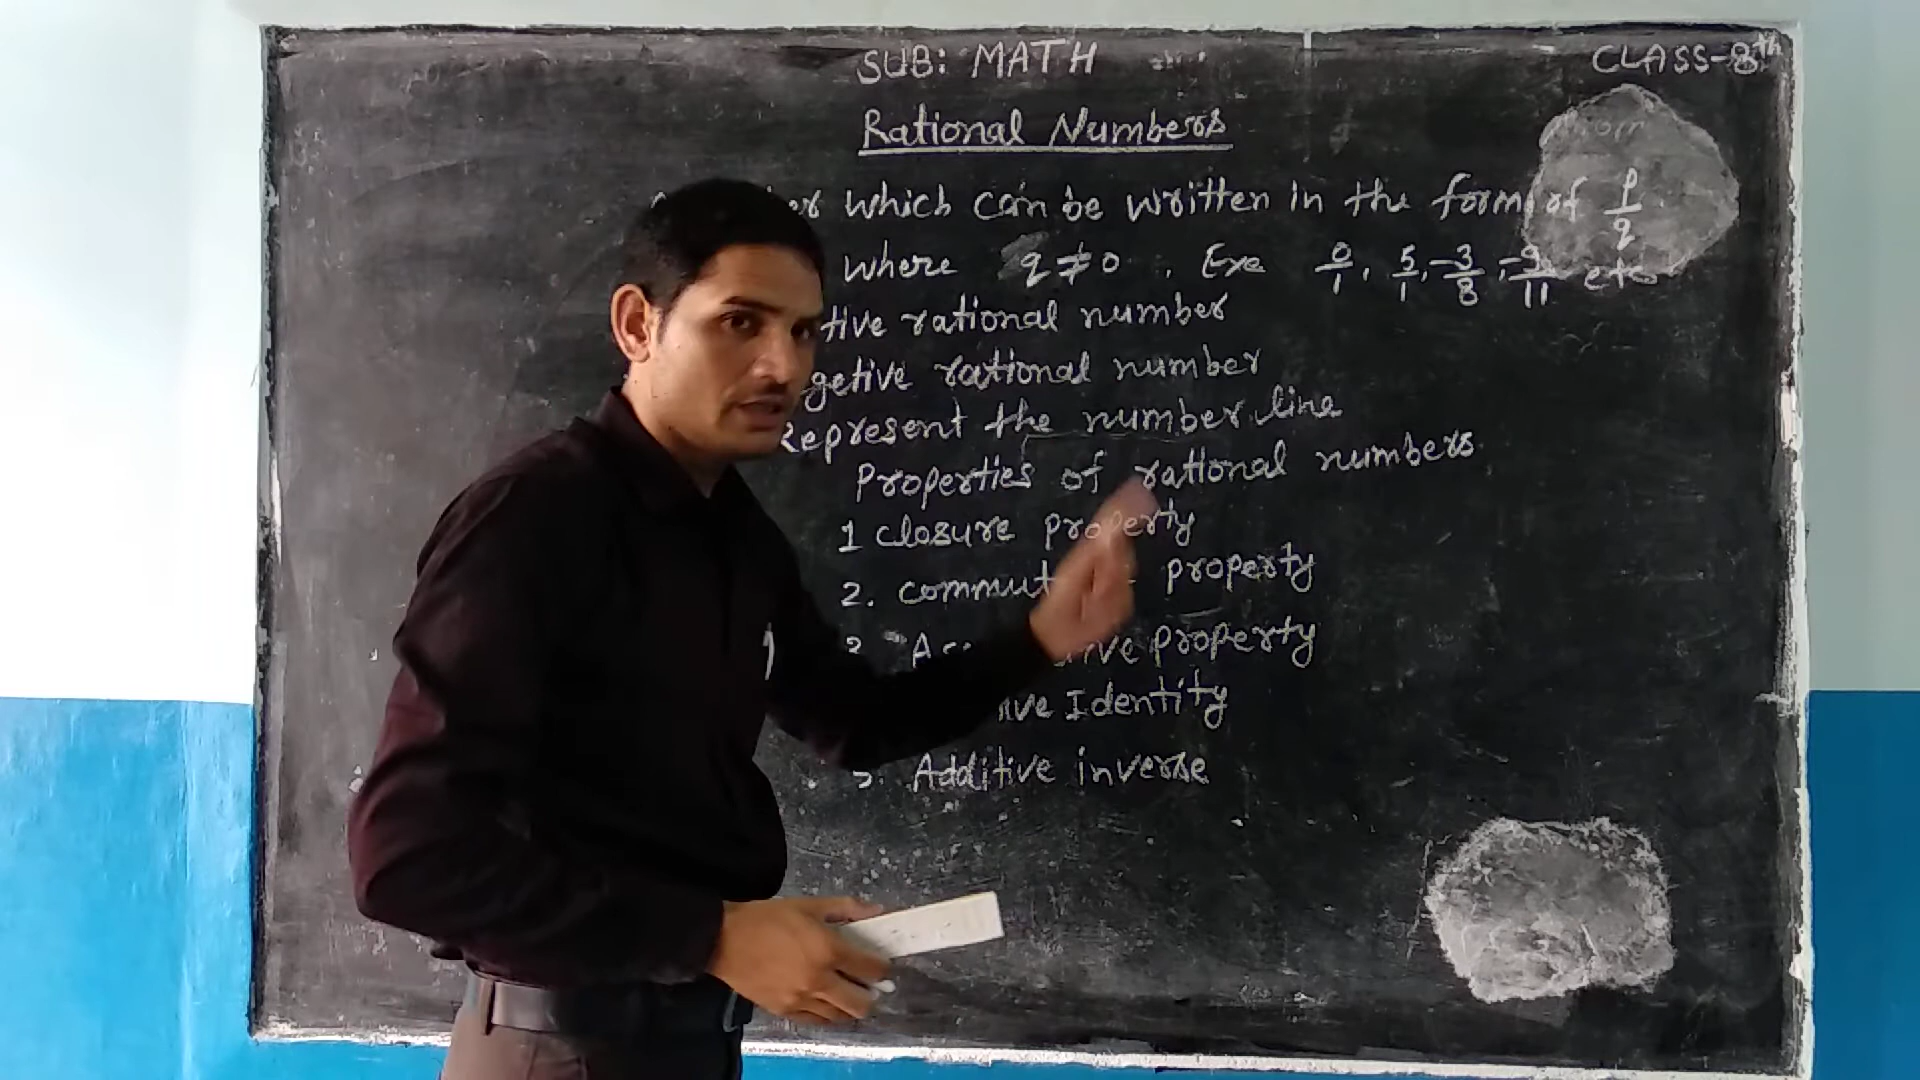 SUB: MATH
CLASS-8th
Rational Numbers
which can be written in the form of p/q
Where q ≠ 0 . Exe 0/1, 5/1, -3/8, -9/11 etc
tive rational number
getive rational number
Represent the number line
Properties of rational numbers
1 closure property
2. commut property
3 property
ive Identity
5. Additive inverse